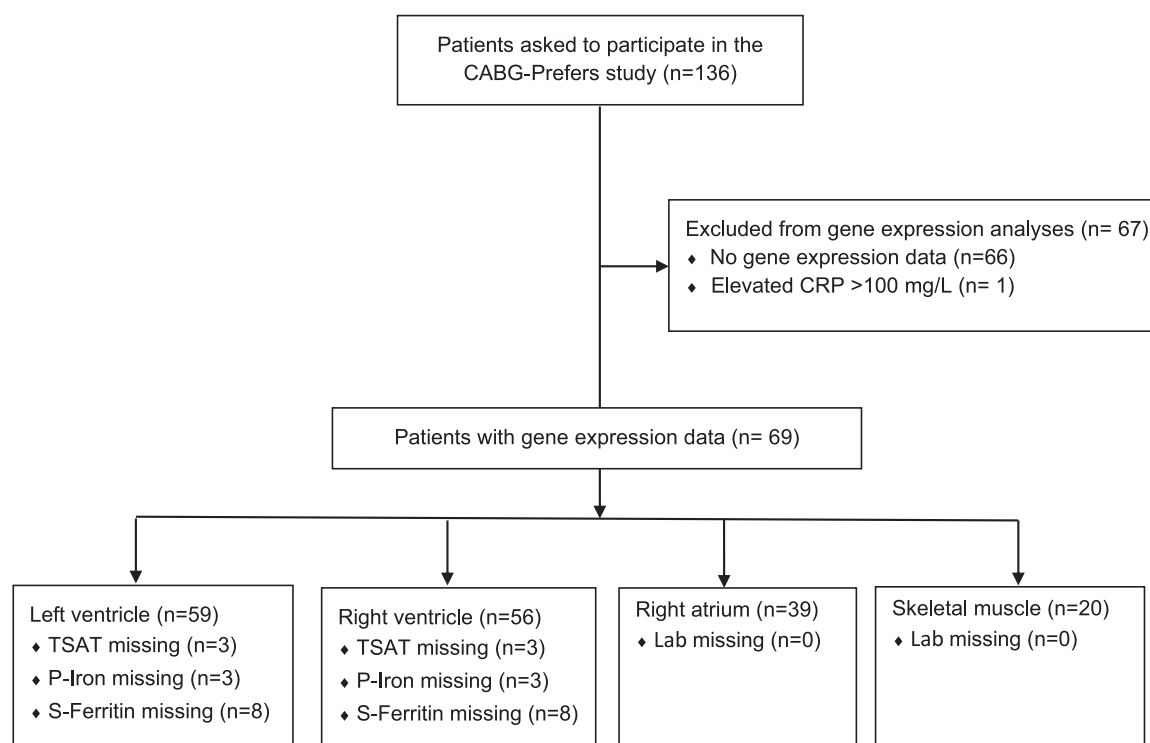 Patients asked to participate in the
CABG-Prefers study (n=136)
Excluded from gene expression analyses (n= 67)
♦ No gene expression data (n=66)
♦ Elevated CRP >100 mg/L (n= 1)
Patients with gene expression data (n= 69)
Left ventricle (n=59)
♦ TSAT missing (n=3)
♦ P-Iron missing (n=3)
♦ S-Ferritin missing (n=8)
Right ventricle (n=56)
♦ TSAT missing (n=3)
♦ P-Iron missing (n=3)
♦ S-Ferritin missing (n=8)
Right atrium (n=39)
♦ Lab missing (n=0)
Skeletal muscle (n=20)
♦ Lab missing (n=0)